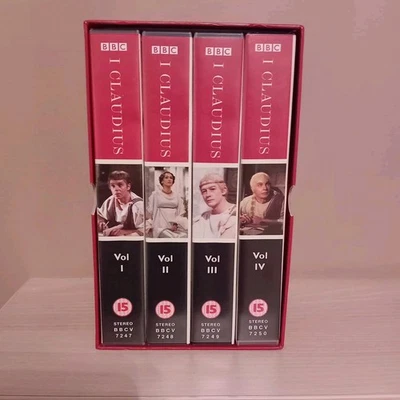 BBC
I CLAUDIUS
Vol
I
15
STEREO
BBCV
7247
BBC
I CLAUDIUS
Vol
II
15
STEREO
BBCV
7248
BBC
I CLAUDIUS
Vol
III
15
STEREO
BBCV
7249
BBC
I CLAUDIUS
Vol
IV
15
STEREO
BBCV
7250